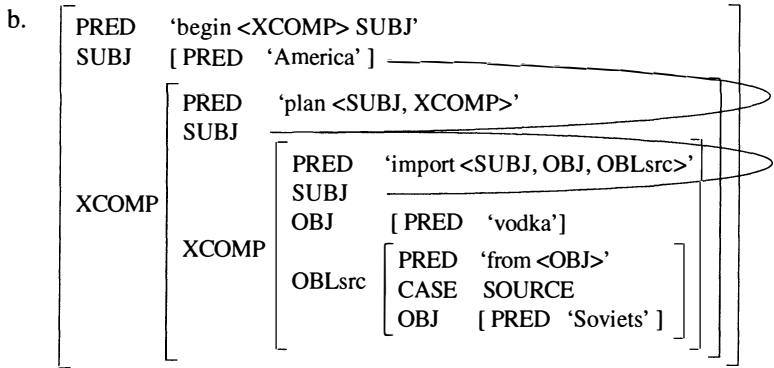 b.
PRED ‘begin <XCOMP> SUBJ’
SUBJ [ PRED ‘America’ ]
PRED ‘plan <SUBJ, XCOMP>’
SUBJ
PRED ‘import <SUBJ, OBJ, OBLsrc>’
SUBJ
XCOMP
OBJ [ PRED ‘vodka’]
XCOMP
PRED ‘from <OBJ>’
OBLsrc
CASE SOURCE
OBJ [ PRED ‘Soviets’ ]